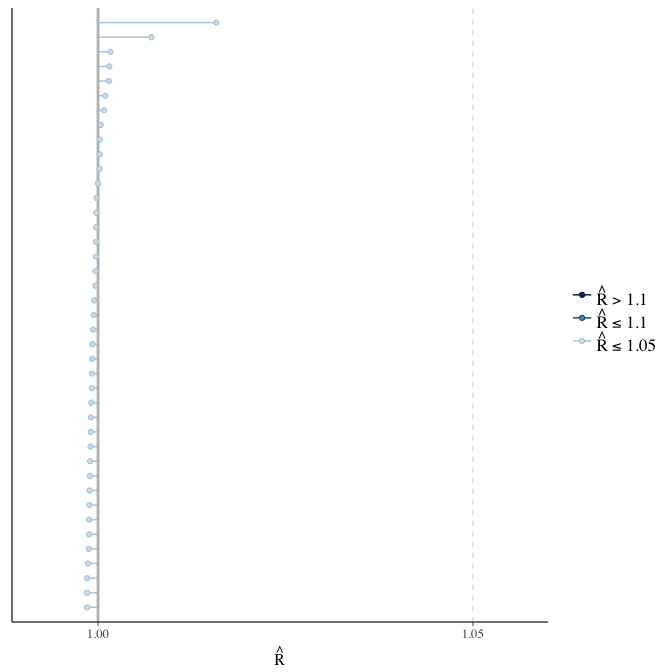 R̂ > 1.1
R̂ ≤ 1.1
R̂ ≤ 1.05
1.00 1.05
R̂